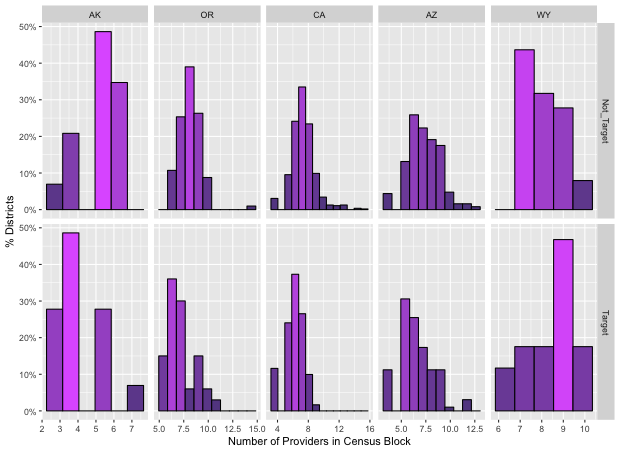 AK OR CA AZ WY
50%
40%
30%
20%
10%
0%
Not_Target
50%
40%
30%
20%
10%
0%
Target
% Districts
2 3 4 5 6 7 5.0 7.5 10.0 12.5 15.0 4 8 12 16 5.0 7.5 10.0 12.5 6 7 8 9 10
Number of Providers in Census Block